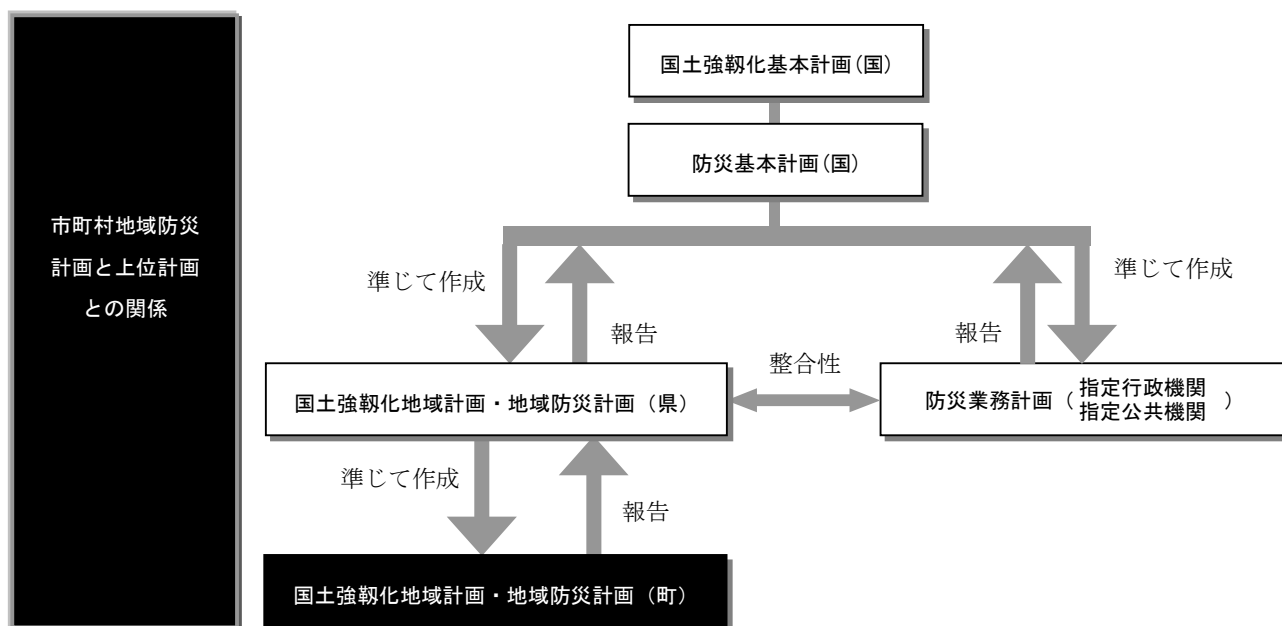 市町村地域防災
計画と上位計画
との関係
国土強靱化基本計画(国)
防災基本計画(国)
準じて作成
報告
報告
準じて作成
国土強靱化地域計画・地域防災計画(県)
整合性
防災業務計画(指定行政機関
指定公共機関)
準じて作成
報告
国土強靱化地域計画・地域防災計画(町)